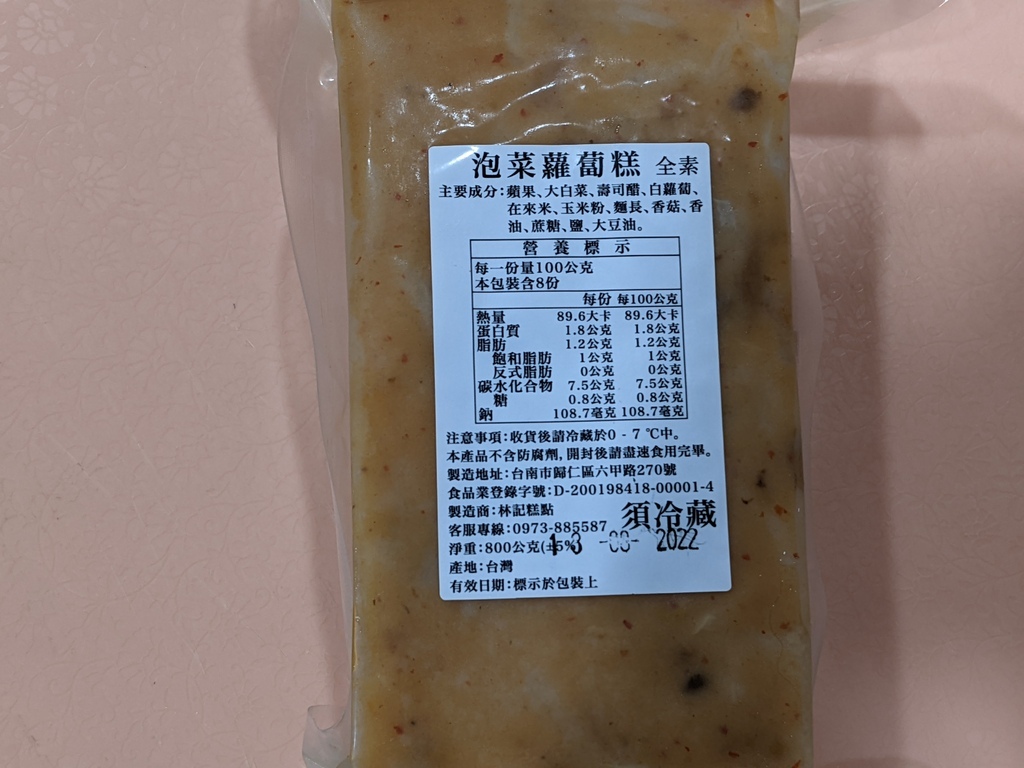 泡菜蘿蔔糕 全素
主要成分:蘋果、大白菜、壽司醋、白蘿蔔、
在來米、玉米粉、麵長、香菇、香
油、蔗糖、鹽、大豆油。
營養標示
每一份量100公克
本包裝含8份
每份 每100公克
熱量 89.6大卡 89.6大卡
蛋白質 1.8公克 1.8公克
脂肪 1.2公克 1.2公克
飽和脂肪 1公克 1公克
反式脂肪 0公克 0公克
碳水化合物 7.5公克 7.5公克
糖 0.8公克 0.8公克
鈉 108.7毫克 108.7毫克
注意事項:收貨後請冷藏於0 - 7 ℃中。
本產品不含防腐劑,開封後請盡速食用完畢。
製造地址:台南市歸仁區六甲路270號
食品業登錄字號:D-200198418-00001-4
製造商:林記糕點
須冷藏
客服專線:0973-885587
淨重:800公克(±5%
2022
產地:台灣
有效日期:標示於包裝上